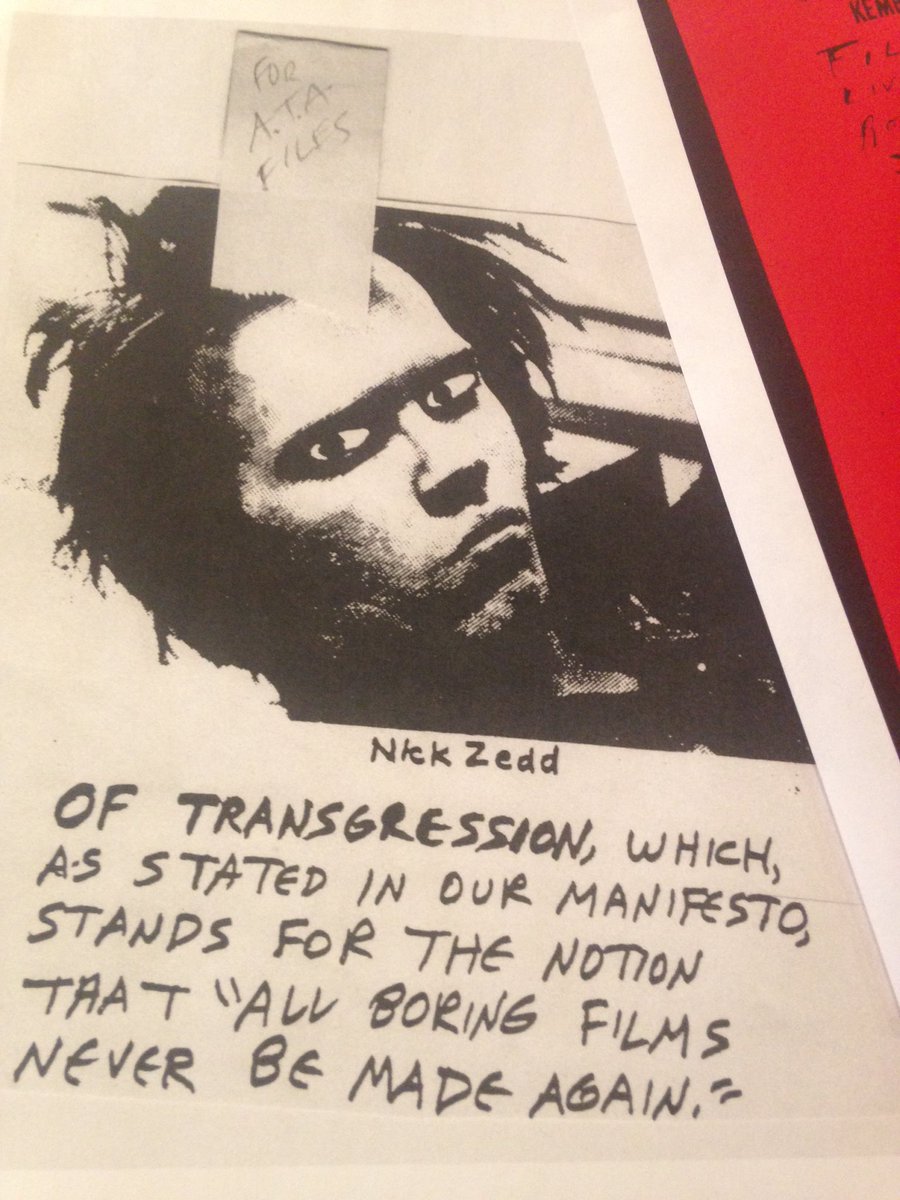 FOR
A.T.A.
FILES
KEMB
Nick Zedd
OF TRANSGRESSION, WHICH,
AS STATED IN OUR MANIFESTO,
STANDS FOR THE NOTION
THAT "ALL BORING FILMS
NEVER BE MADE AGAIN."